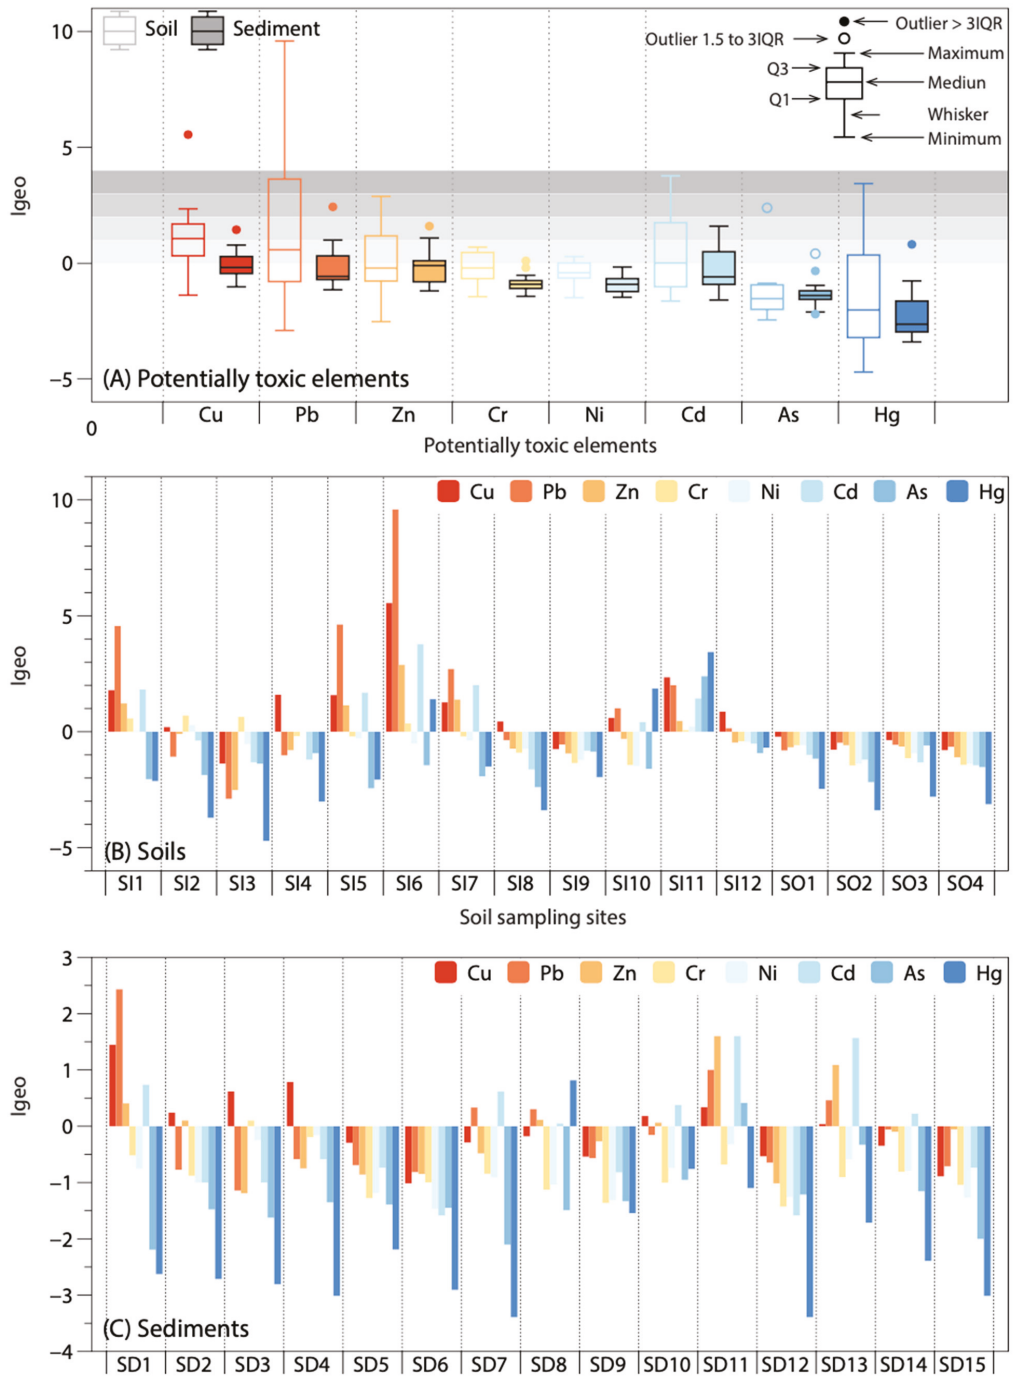 10
5
0
−5
Igeo
Soil
Sediment
Outlier > 3IQR
Outlier 1.5 to 3IQR
Maximum
Q3
Mediun
Q1
Whisker
Minimum
(A) Potentially toxic elements
Cu Pb Zn Cr Ni Cd As Hg
0
Potentially toxic elements
10
5
0
−5
Igeo
Cu Pb Zn Cr Ni Cd As Hg
(B) Soils
SI1 SI2 SI3 SI4 SI5 SI6 SI7 SI8 SI9 SI10 SI11 SI12 SO1 SO2 SO3 SO4
Soil sampling sites
3
2
1
0
−1
−2
−3
−4
Igeo
Cu Pb Zn Cr Ni Cd As Hg
(C) Sediments
SD1 SD2 SD3 SD4 SD5 SD6 SD7 SD8 SD9 SD10 SD11 SD12 SD13 SD14 SD15